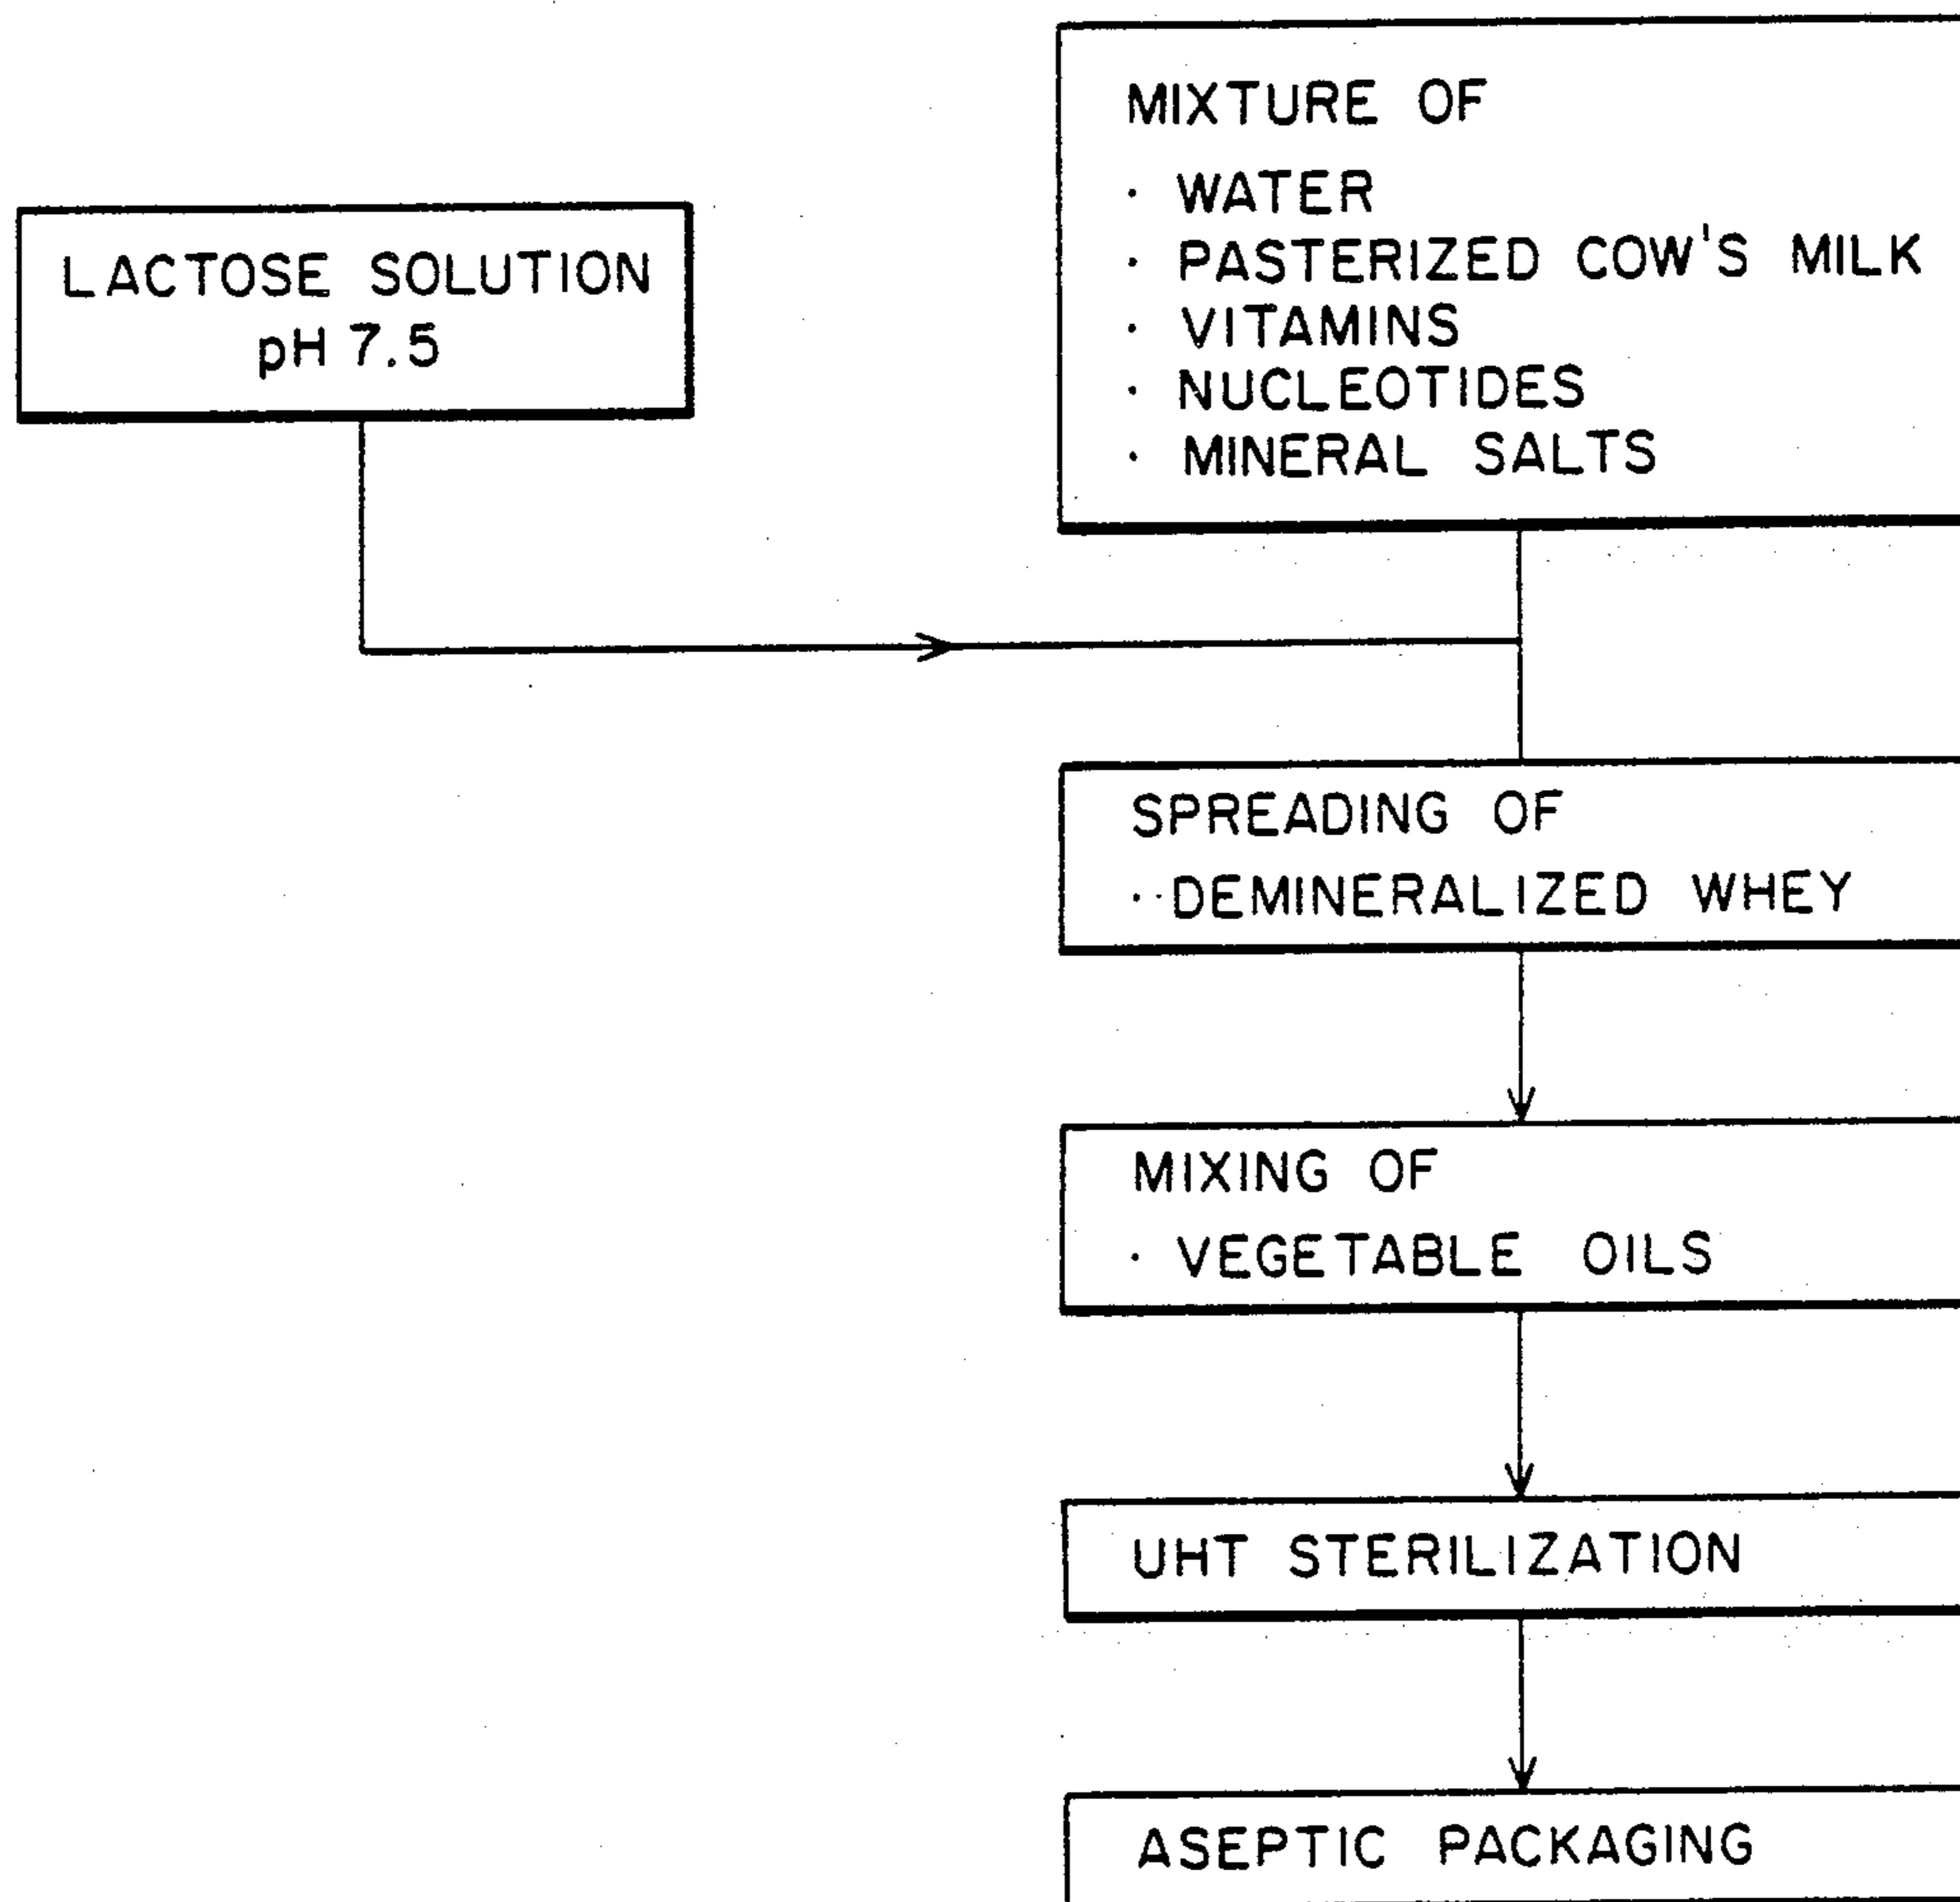 LACTOSE SOLUTION
pH 7.5
MIXTURE OF
· WATER
· PASTERIZED COW'S MILK
· VITAMINS
· NUCLEOTIDES
· MINERAL SALTS
SPREADING OF
· DEMINERALIZED WHEY
MIXING OF
· VEGETABLE OILS
UHT STERILIZATION
ASEPTIC PACKAGING